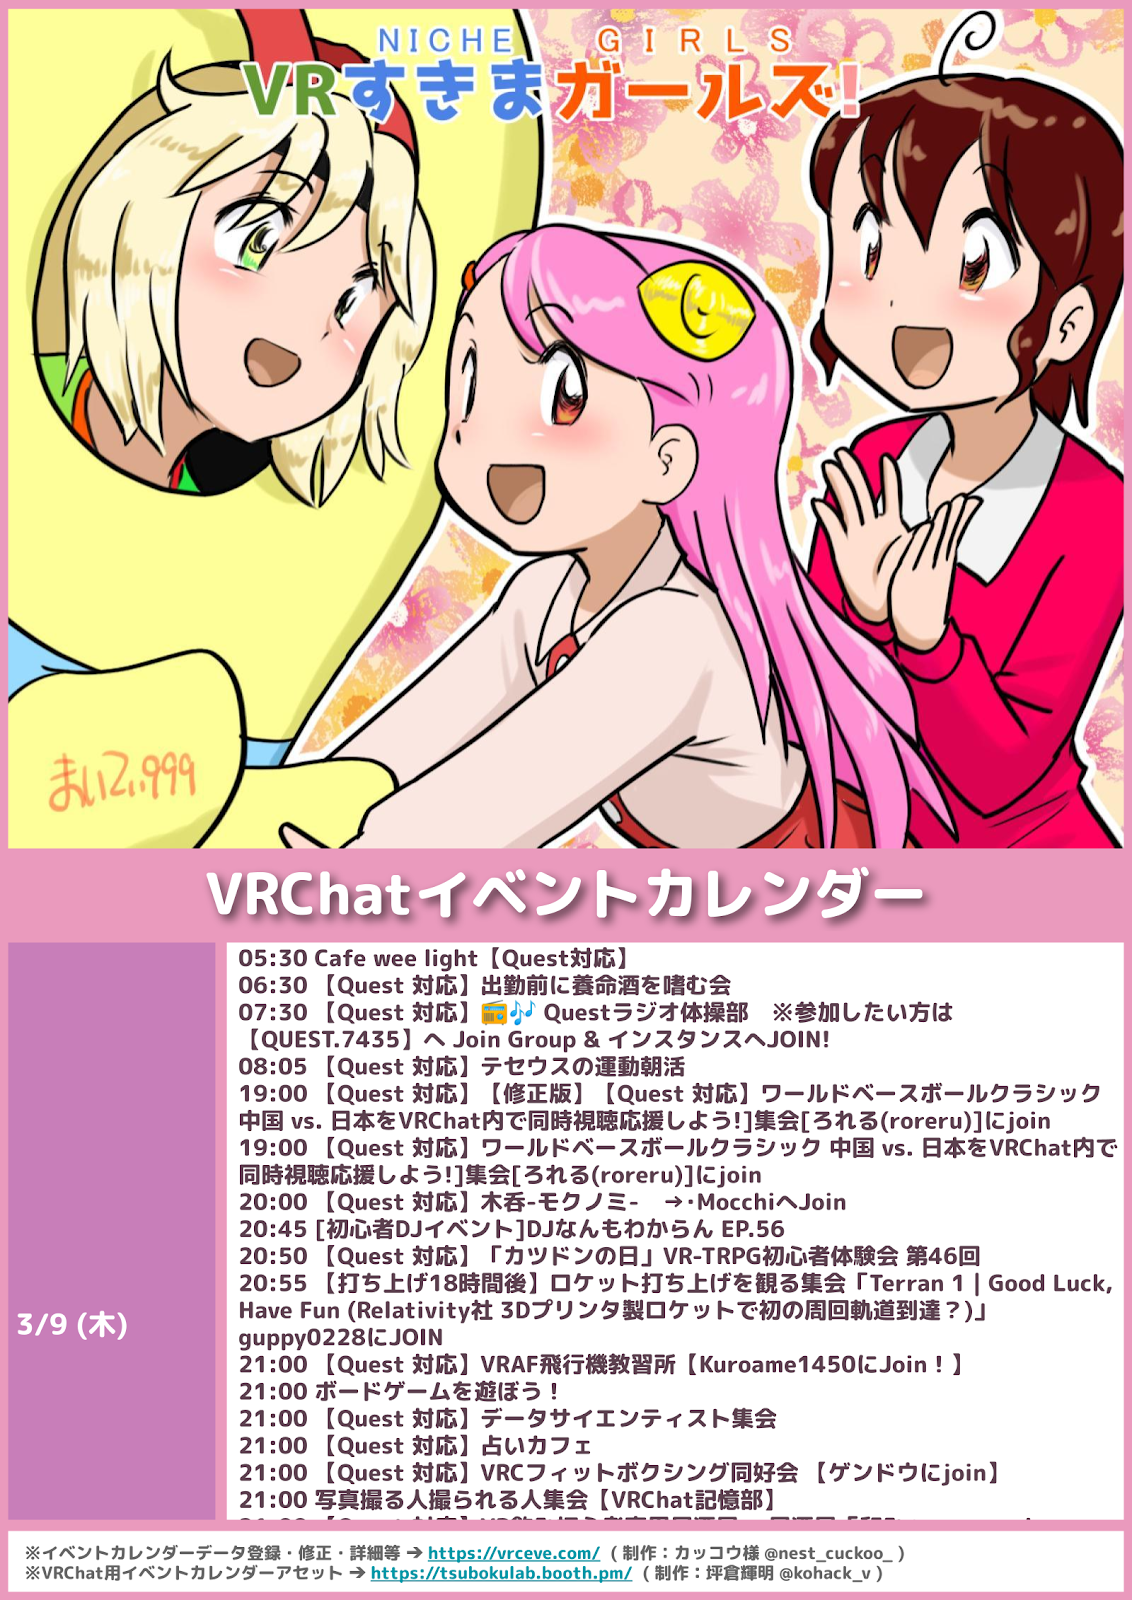 NICHE GIRLS
VRすきまガールズ!
まいてぃ999
VRChatイベントカレンダー
3/9 (木)
05:30 Cafe wee light【Quest対応】
06:30 【Quest 対応】出勤前に養命酒を嗜む会
07:30 【Quest 対応】📻🎶 Questラジオ体操部　※参加したい方は
【QUEST.7435】へ Join Group & インスタンスへJOIN!
08:05 【Quest 対応】テセウスの運動朝活
19:00 【Quest 対応】【修正版】【Quest 対応】ワールドベースボールクラシック
中国 vs. 日本をVRChat内で同時視聴応援しよう!]集会[ろれる(roreru)]にjoin
19:00 【Quest 対応】ワールドベースボールクラシック 中国 vs. 日本をVRChat内で
同時視聴応援しよう!]集会[ろれる(roreru)]にjoin
20:00 【Quest 対応】木呑-モクノミ-　→･MocchiへJoin
20:45 [初心者DJイベント]DJなんもわからん EP.56
20:50 【Quest 対応】「カツドンの日」VR-TRPG初心者体験会 第46回
20:55 【打ち上げ18時間後】ロケット打ち上げを観る集会「Terran 1 | Good Luck,
Have Fun (Relativity社 3Dプリンタ製ロケットで初の周回軌道到達？)」
guppy0228にJOIN
21:00 【Quest 対応】VRAF飛行機教習所【Kuroame1450にJoin！】
21:00 ボードゲームを遊ぼう！
21:00 【Quest 対応】データサイエンティスト集会
21:00 【Quest 対応】占いカフェ
21:00 【Quest 対応】VRCフィットボクシング同好会 【ゲンドウにjoin】
21:00 写真撮る人撮られる人集会【VRChat記憶部】
※イベントカレンダーデータ登録・修正・詳細等 ➔ https://vrceve.com/ ( 制作：カッコウ様 @nest_cuckoo_ )
※VRChat用イベントカレンダーアセット ➔ https://tsubokulab.booth.pm/ ( 制作：坪倉輝明 @kohack_v )